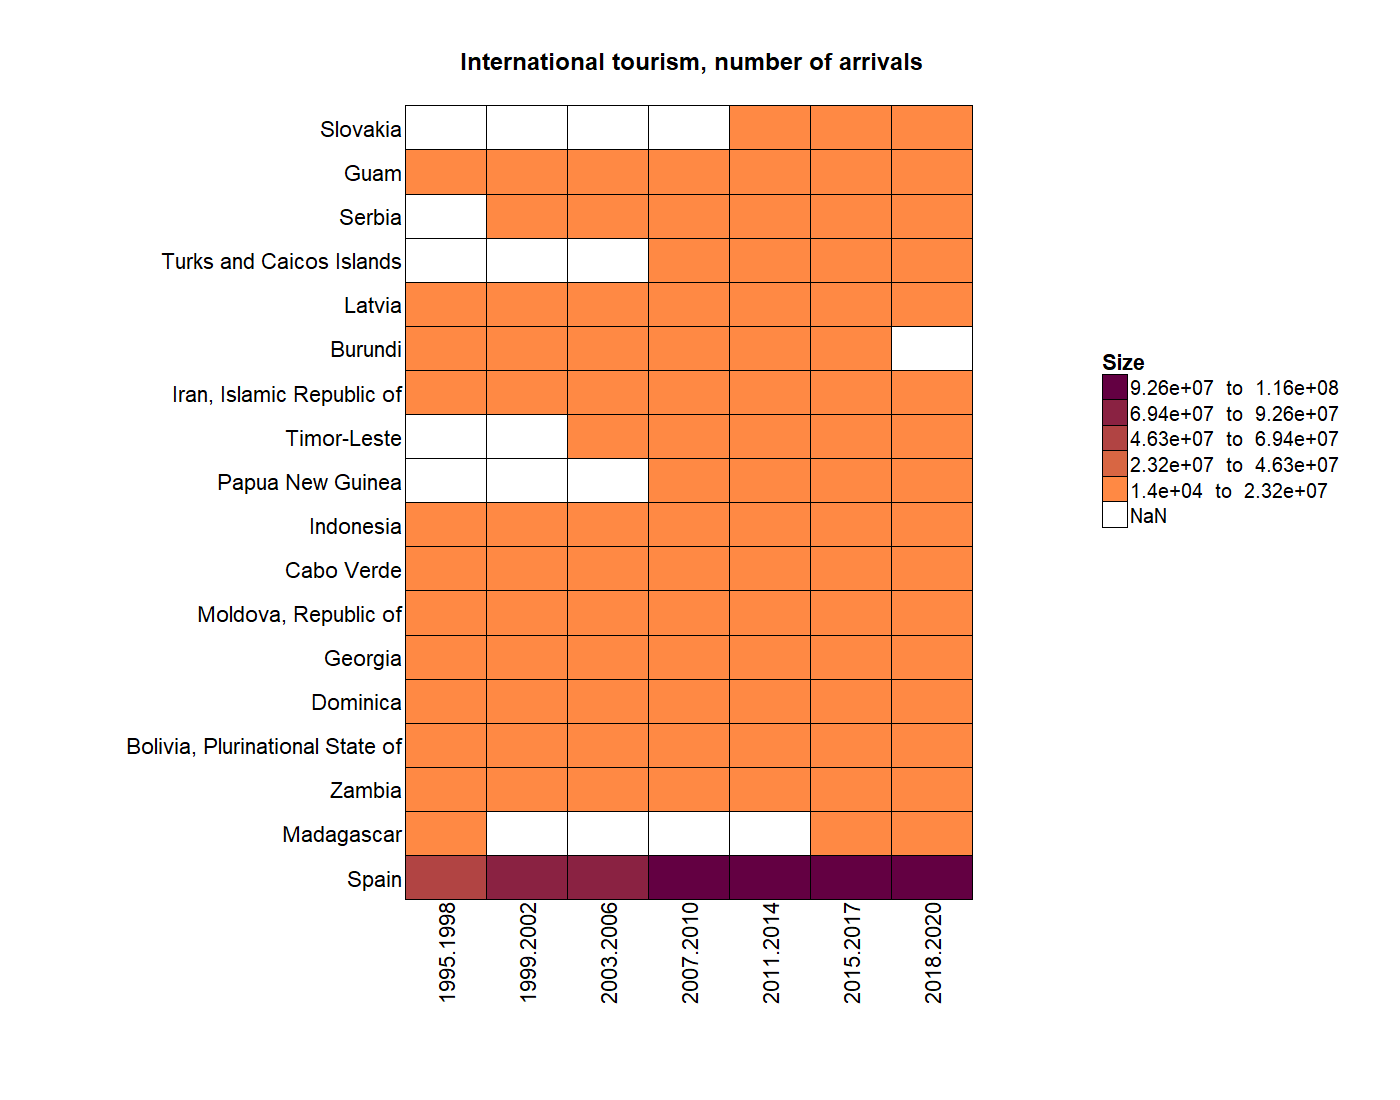 International tourism, number of arrivals
Slovakia
Guam
Serbia
Turks and Caicos Islands
Latvia
Burundi
Iran, Islamic Republic of
Timor-Leste
Papua New Guinea
Indonesia
Cabo Verde
Moldova, Republic of
Georgia
Dominica
Bolivia, Plurinational State of
Zambia
Madagascar
Spain
1995.1998
1999.2002
2003.2006
2007.2010
2011.2014
2015.2017
2018.2020
Size
9.26e+07 to 1.16e+08
6.94e+07 to 9.26e+07
4.63e+07 to 6.94e+07
2.32e+07 to 4.63e+07
1.4e+04 to 2.32e+07
NaN